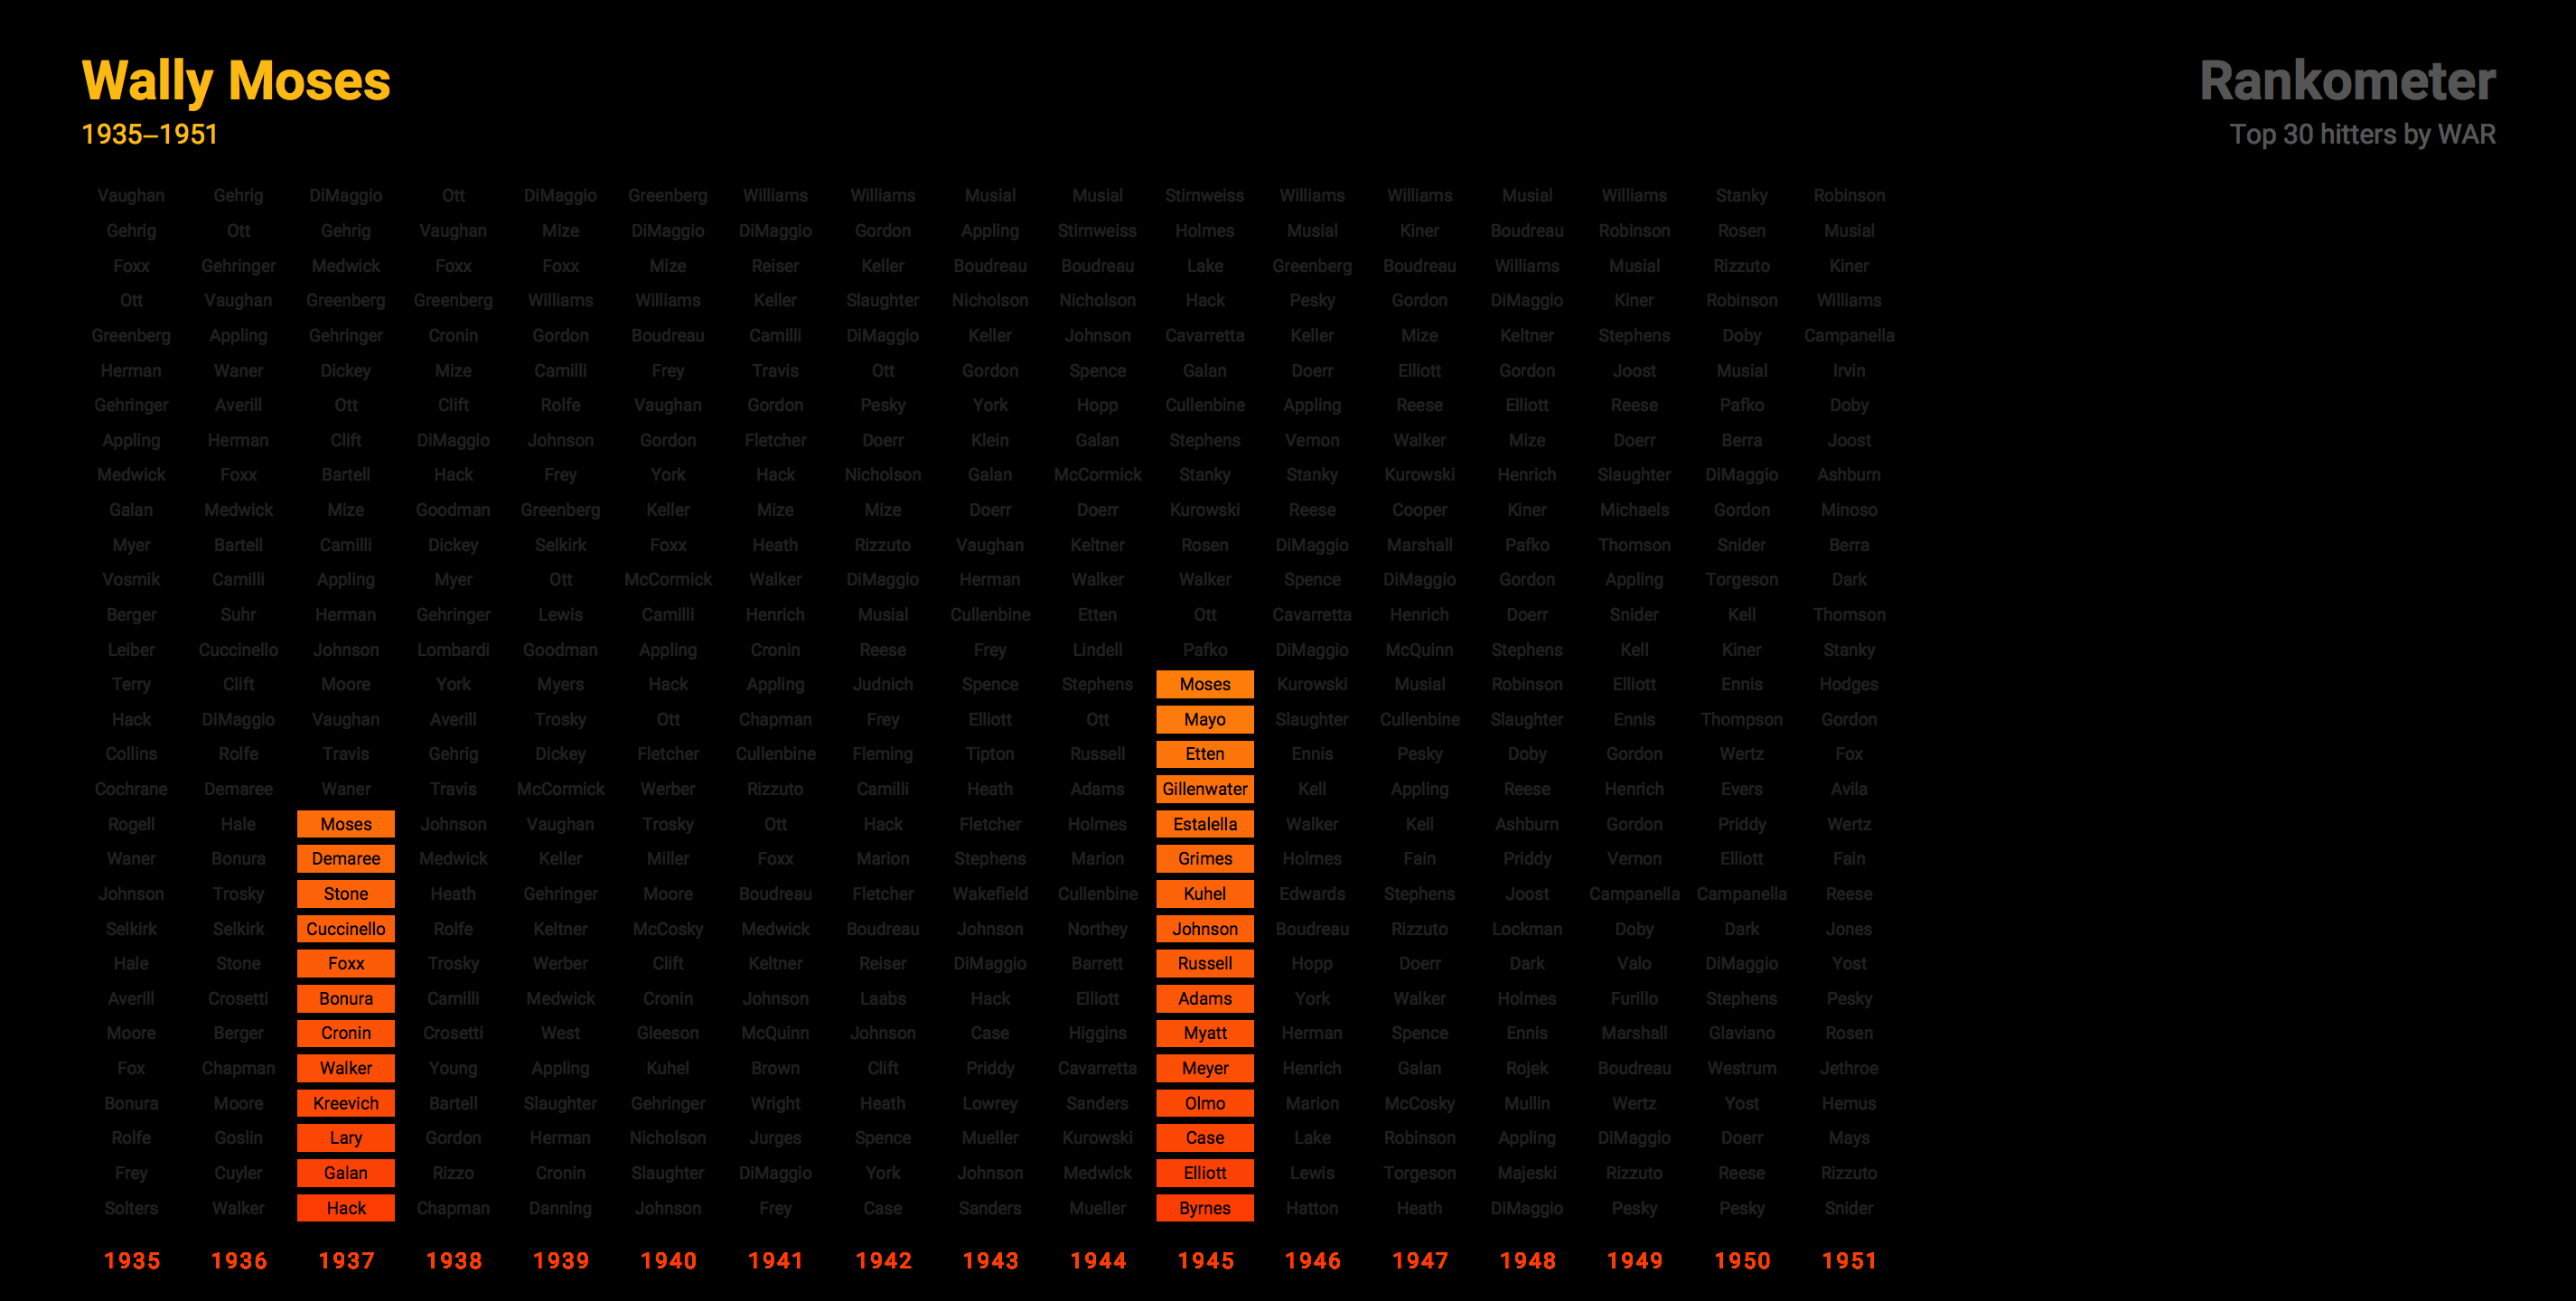 Wally Moses
1935–1951
Rankometer
Top 30 hitters by WAR
Vaughan Gehrig DiMaggio Ott DiMaggio Greenberg Williams Williams Musial Musial Stirnweiss Williams Williams Musial Williams Stanky Robinson
Gehrig Ott Gehrig Vaughan Mize DiMaggio DiMaggio Gordon Appling Stirnweiss Holmes Musial Kiner Boudreau Robinson Rosen Musial
Foxx Gehringer Medwick Foxx Foxx Mize Reiser Keller Boudreau Boudreau Lake Greenberg Boudreau Williams Musial Rizzuto Kiner
Ott Vaughan Greenberg Greenberg Williams Williams Keller Slaughter Nicholson Nicholson Hack Pesky Gordon DiMaggio Kiner Robinson Williams
Greenberg Appling Gehringer Cronin Gordon Boudreau Camilli DiMaggio Keller Johnson Cavarretta Keller Mize Keltner Stephens Doby Campanella
Herman Waner Dickey Mize Camilli Frey Travis Ott Gordon Spence Galan Doerr Elliott Gordon Joost Musial Irvin
Gehringer Averill Ott Clift Rolfe Vaughan Gordon Pesky York Hopp Cullenbine Appling Reese Elliott Reese Pafko Doby
Appling Herman Clift DiMaggio Johnson Gordon Fletcher Doerr Klein Galan Stephens Vernon Walker Mize Doerr Berra Joost
Medwick Foxx Bartell Hack Frey York Hack Nicholson Galan McCormick Stanky Stanky Kurowski Henrich Slaughter DiMaggio Ashburn
Galan Medwick Mize Goodman Greenberg Keller Mize Mize Doerr Doerr Kurowski Reese Cooper Kiner Michaels Gordon Minoso
Myer Bartell Camilli Dickey Selkirk Foxx Heath Rizzuto Vaughan Keltner Rosen DiMaggio Marshall Pafko Thomson Snider Berra
Vosmik Camilli Appling Myer Ott McCormick Walker DiMaggio Herman Walker Walker Spence DiMaggio Gordon Appling Torgeson Dark
Berger Suhr Herman Gehringer Lewis Camilli Henrich Musial Cullenbine Etten Ott Cavarretta Henrich Doerr Snider Kell Thomson
Leiber Cuccinello Johnson Lombardi Goodman Appling Cronin Reese Frey Lindell Pafko DiMaggio McQuinn Stephens Kell Kiner Stanky
Terry Clift Moore York Myers Hack Appling Judnich Spence Stephens Moses Kurowski Musial Robinson Elliott Ennis Hodges
Hack DiMaggio Vaughan Averill Trosky Ott Chapman Frey Elliott Ott Mayo Slaughter Cullenbine Slaughter Ennis Thompson Gordon
Collins Rolfe Travis Gehrig Dickey Fletcher Cullenbine Fleming Tipton Russell Etten Ennis Pesky Doby Gordon Wertz Fox
Cochrane Demaree Waner Travis McCormick Werber Rizzuto Camilli Heath Adams Gillenwater Kell Appling Reese Henrich Evers Avila
Rogell Hale Moses Johnson Vaughan Trosky Ott Hack Fletcher Holmes Estalella Walker Kell Ashburn Gordon Priddy Wertz
Waner Bonura Demaree Medwick Keller Miller Foxx Marion Stephens Marion Grimes Holmes Fain Priddy Vernon Elliott Fain
Johnson Trosky Stone Heath Gehringer Moore Boudreau Fletcher Wakefield Cullenbine Kuhel Edwards Stephens Joost Campanella Campanella Reese
Selkirk Selkirk Cuccinello Rolfe Keltner McCosky Medwick Boudreau Johnson Northey Johnson Boudreau Rizzuto Lockman Doby Dark Jones
Hale Stone Foxx Trosky Werber Clift Keltner Reiser DiMaggio Barrett Russell Hopp Doerr Dark Valo DiMaggio Yost
Averill Crosetti Bonura Camilli Medwick Cronin Johnson Laabs Hack Elliott Adams York Walker Holmes Furillo Stephens Pesky
Moore Berger Cronin Crosetti West Gleeson McQuinn Johnson Case Higgins Myatt Herman Spence Ennis Marshall Glaviano Rosen
Fox Chapman Walker Young Appling Kuhel Brown Clift Priddy Cavarretta Meyer Henrich Galan Rojek Boudreau Westrum Jethroe
Bonura Moore Kreevich Bartell Slaughter Gehringer Wright Heath Lowrey Sanders Olmo Marion McCosky Mullin Wertz Yost Hemus
Rolfe Goslin Lary Gordon Herman Nicholson Jurges Spence Mueller Kurowski Case Lake Robinson Appling DiMaggio Doerr Mays
Frey Cuyler Galan Rizzo Cronin Slaughter DiMaggio York Johnson Medwick Elliott Lewis Torgeson Majeski Rizzuto Reese Rizzuto
Solters Walker Hack Chapman Danning Johnson Frey Case Sanders Mueller Byrnes Hatton Heath DiMaggio Pesky Pesky Snider
1935 1936 1937 1938 1939 1940 1941 1942 1943 1944 1945 1946 1947 1948 1949 1950 1951